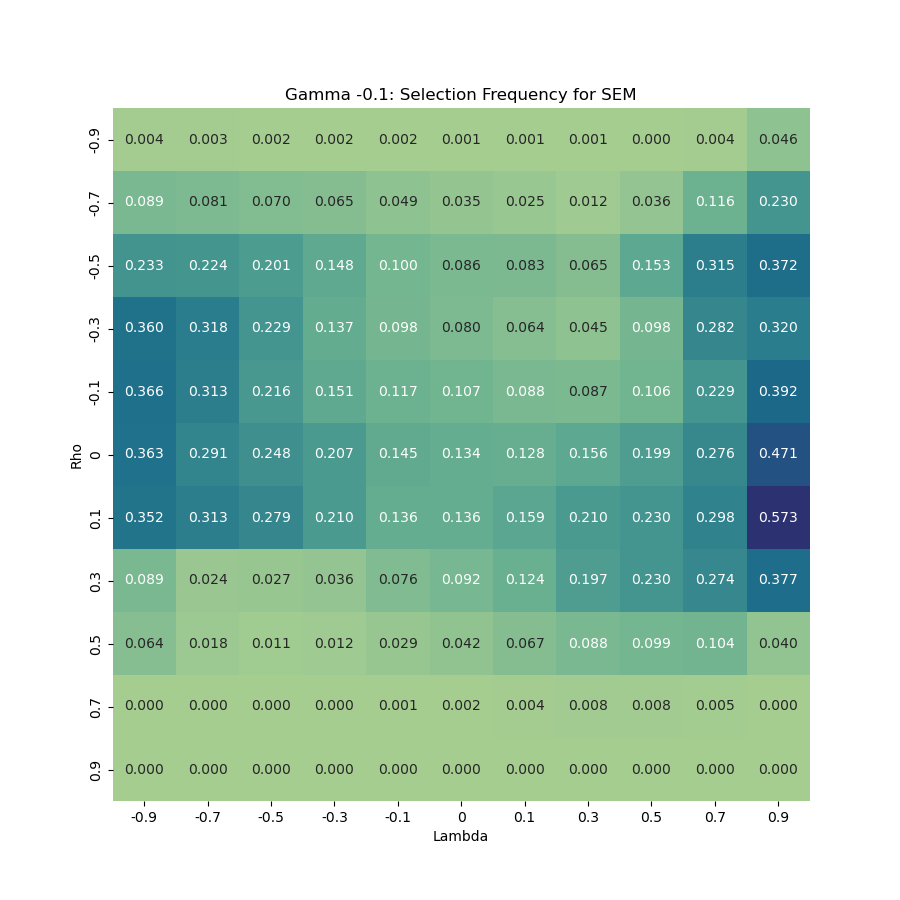 Gamma -0.1: Selection Frequency for SEM
-0.9 0.004 0.003 0.002 0.002 0.002 0.001 0.001 0.001 0.000 0.004 0.046
-0.7 0.089 0.081 0.070 0.065 0.049 0.035 0.025 0.012 0.036 0.116 0.230
-0.5 0.233 0.224 0.201 0.148 0.100 0.086 0.083 0.065 0.153 0.315 0.372
-0.3 0.360 0.318 0.229 0.137 0.098 0.080 0.064 0.045 0.098 0.282 0.320
-0.1 0.366 0.313 0.216 0.151 0.117 0.107 0.088 0.087 0.106 0.229 0.392
Rho
0 0.363 0.291 0.248 0.207 0.145 0.134 0.128 0.156 0.199 0.276 0.471
0.1 0.352 0.313 0.279 0.210 0.136 0.136 0.159 0.210 0.230 0.298 0.573
0.3 0.089 0.024 0.027 0.036 0.076 0.092 0.124 0.197 0.230 0.274 0.377
0.5 0.064 0.018 0.011 0.012 0.029 0.042 0.067 0.088 0.099 0.104 0.040
0.7 0.000 0.000 0.000 0.000 0.001 0.002 0.004 0.008 0.008 0.005 0.000
0.9 0.000 0.000 0.000 0.000 0.000 0.000 0.000 0.000 0.000 0.000 0.000
-0.9 -0.7 -0.5 -0.3 -0.1 0 0.1 0.3 0.5 0.7 0.9
Lambda